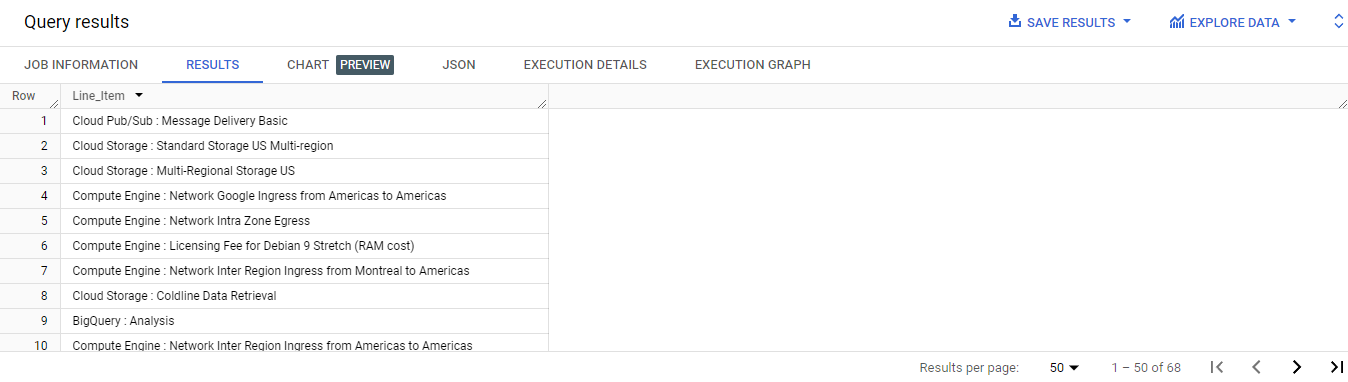 Query results
SAVE RESULTS
EXPLORE DATA
JOB INFORMATION
RESULTS
CHART PREVIEW
JSON
EXECUTION DETAILS
EXECUTION GRAPH
Row Line_Item
1 Cloud Pub/Sub : Message Delivery Basic
2 Cloud Storage : Standard Storage US Multi-region
3 Cloud Storage : Multi-Regional Storage US
4 Compute Engine : Network Google Ingress from Americas to Americas
5 Compute Engine : Network Intra Zone Egress
6 Compute Engine : Licensing Fee for Debian 9 Stretch (RAM cost)
7 Compute Engine : Network Inter Region Ingress from Montreal to Americas
8 Cloud Storage : Coldline Data Retrieval
9 BigQuery : Analysis
10 Compute Engine : Network Inter Region Ingress from Americas to Americas
Results per page: 50 1 – 50 of 68